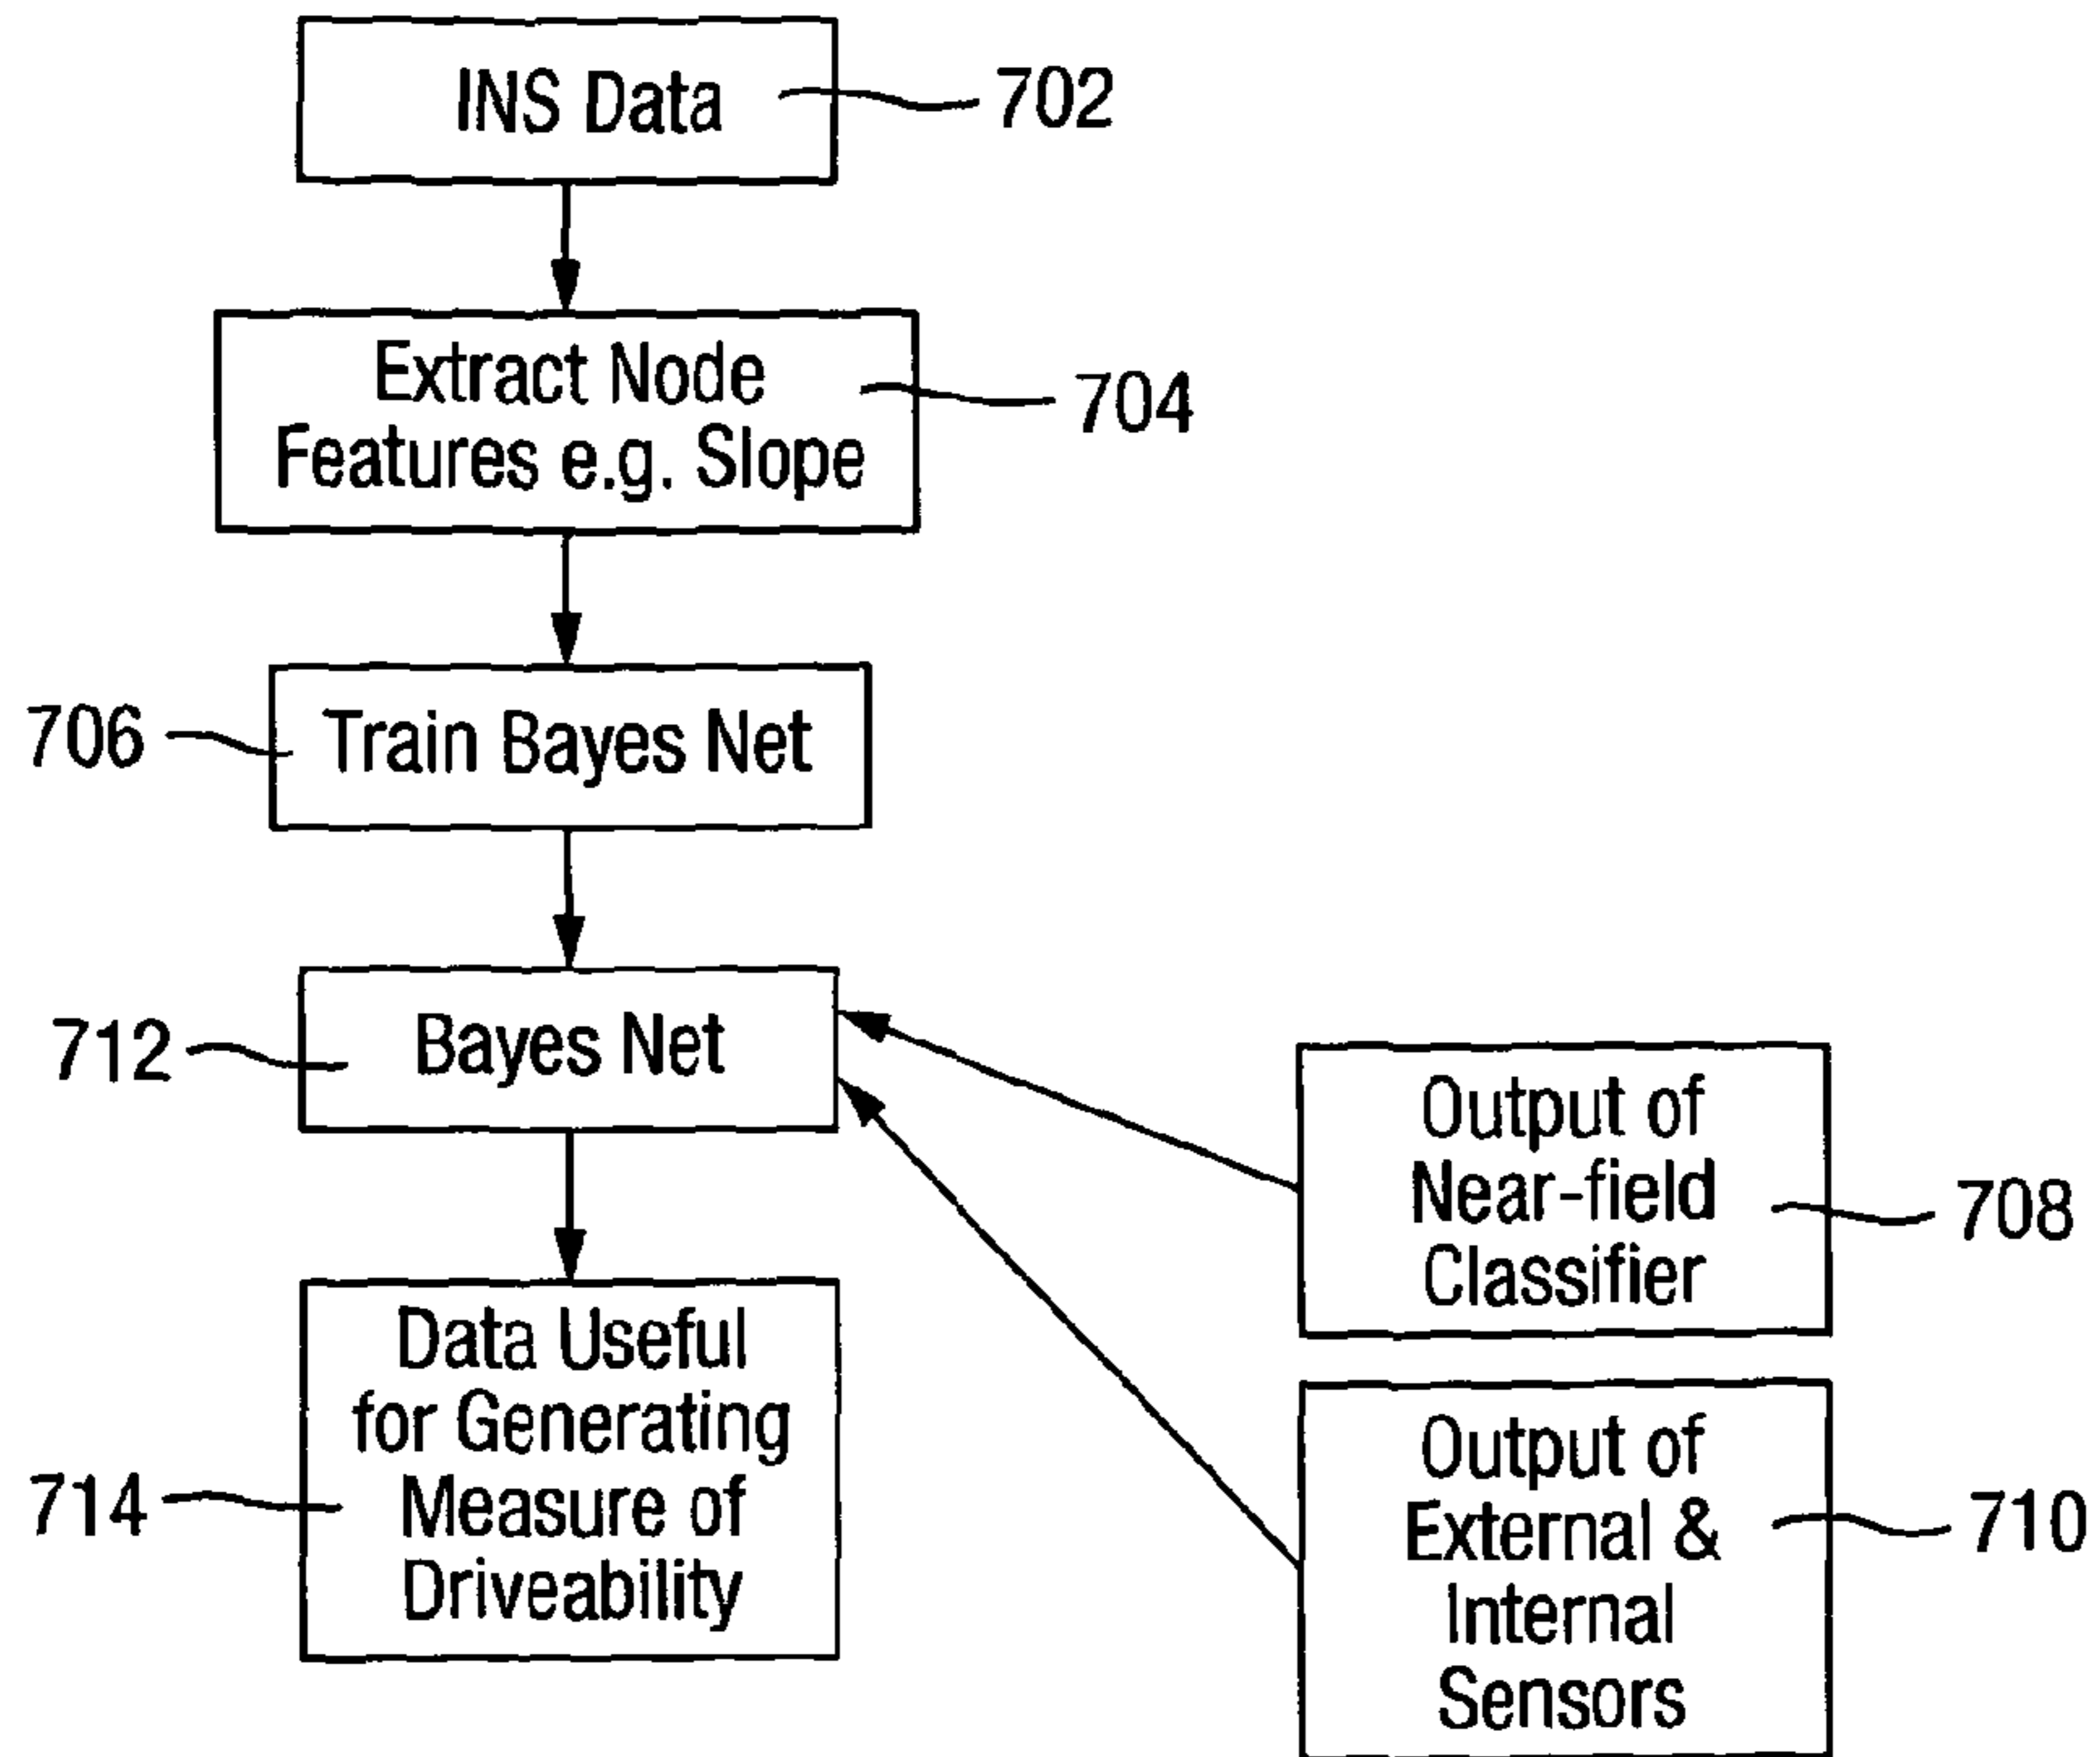 INS Data
702
Extract Node
Features e.g. Slope
704
706
Train Bayes Net
712
Bayes Net
Output of
Near-field
Classifier
708
714
Data Useful
for Generating
Measure of
Driveability
Output of
External &
Internal
Sensors
710